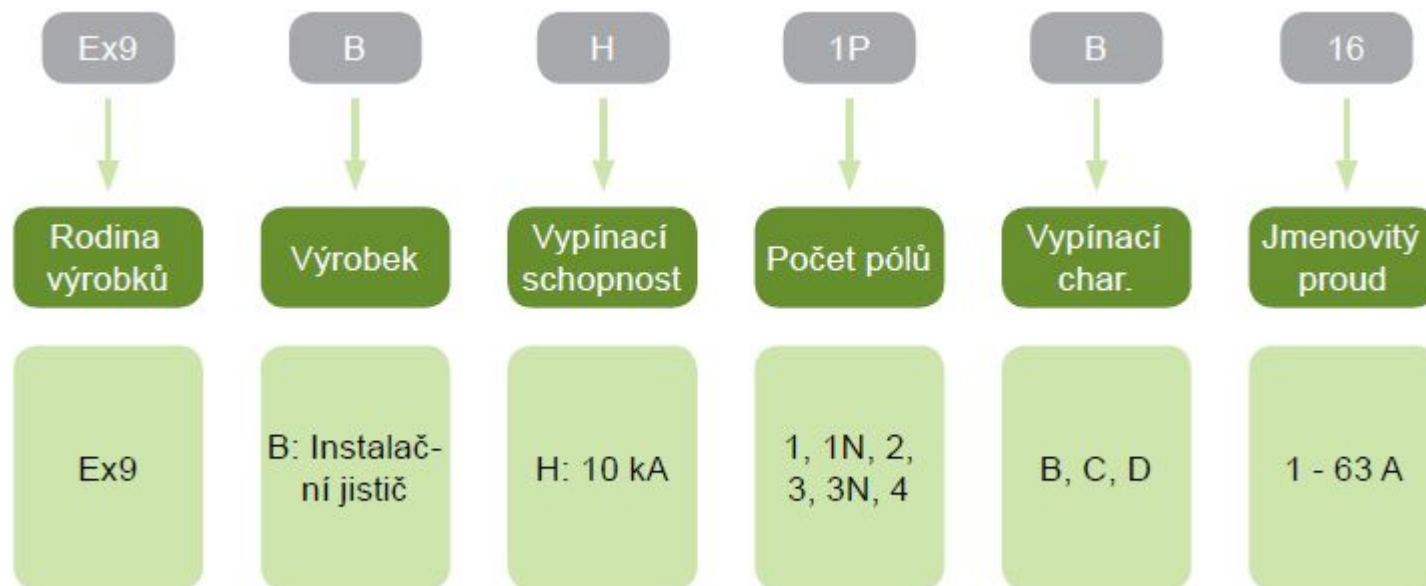 Ex9
B
H
1P
B
16
Rodina
výrobků
Výrobek
Vypínací
schopnost
Počet pólů
Vypínací
char.
Jmenovitý
proud
Ex9
B: Instalač-
ní jistič
H: 10 kA
1, 1N, 2,
3, 3N, 4
B, C, D
1 - 63 A